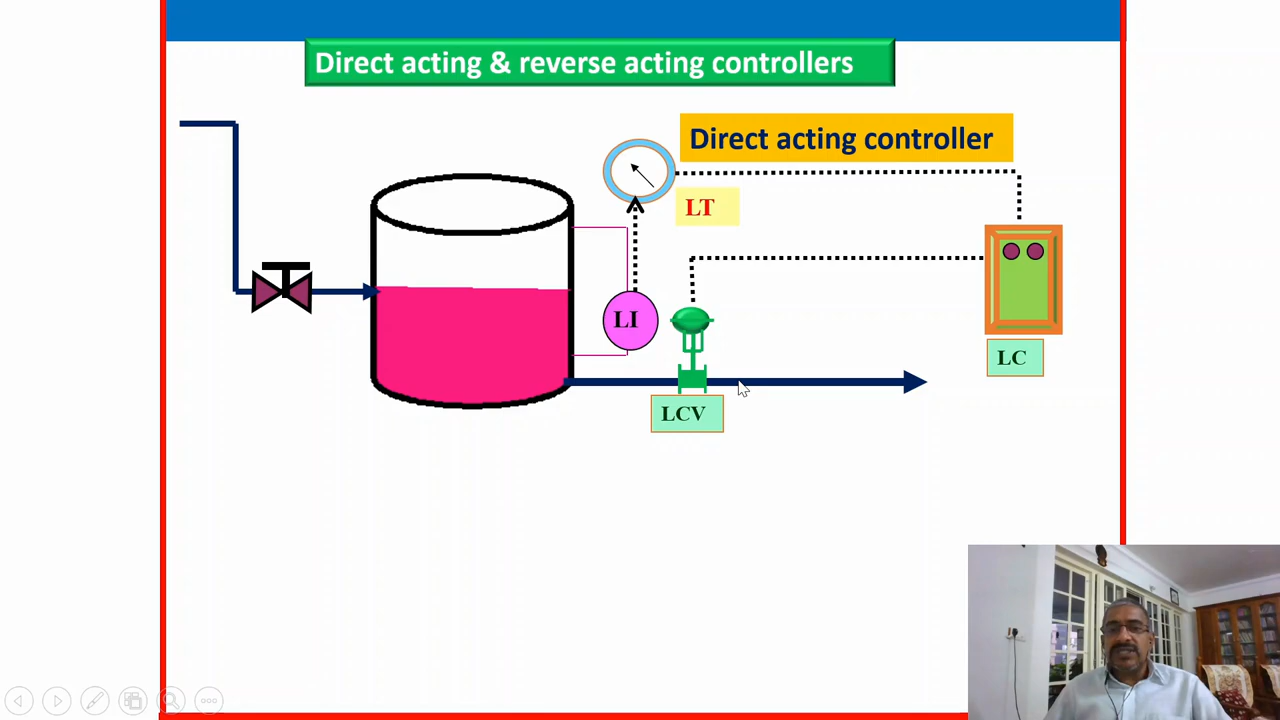 Direct acting & reverse acting controllers
Direct acting controller
LT
LI
LC
LCV